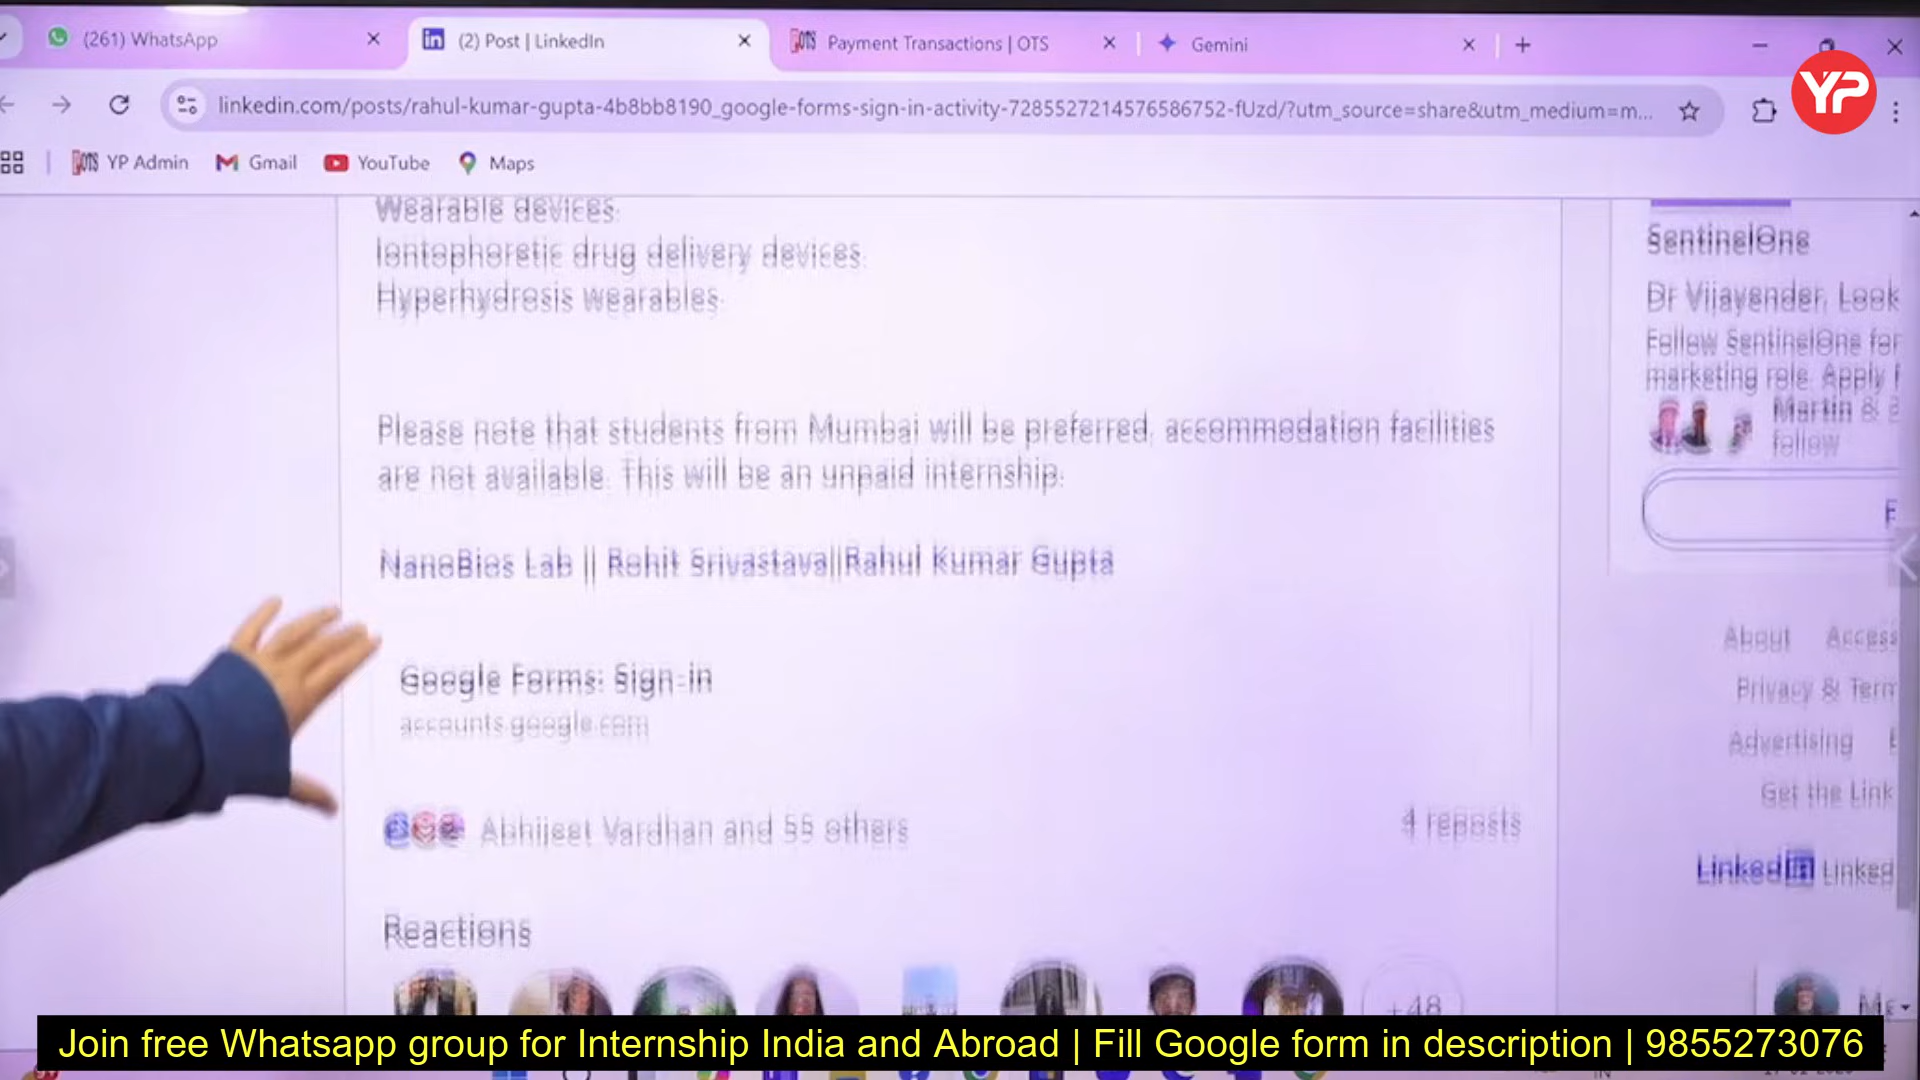 (261) WhatsApp
(2) Post | LinkedIn
OTS Payment Transactions | OTS
Gemini
linkedin.com/posts/rahul-kumar-gupta-4b8bb8190_google-forms-sign-in-activity-7285527214576586752-fUzd/?utm_source=share&utm_medium=m...
YP
OTS YP Admin
Gmail
YouTube
Maps
Wearable devices.
Iontophoretic drug delivery devices.
Hyperhydrosis wearables.
Please note that students from Mumbai will be preferred, accommodation facilities
are not available. This will be an unpaid internship.
NanoBios Lab || Rohit Srivastava||Rahul Kumar Gupta
Google Forms: Sign-in
accounts.google.com
Abhijeet Vardhan and 55 others
4 reposts
Reactions
+48
SentinelOne
Dr Vijayender, Look
Follow SentinelOne for
marketing role. Apply
Martin &
follow
F
About Access
Privacy & Term
Advertising
Get the Link
LinkedIn Linked
Me
Join free Whatsapp group for Internship India and Abroad | Fill Google form in description | 9855273076